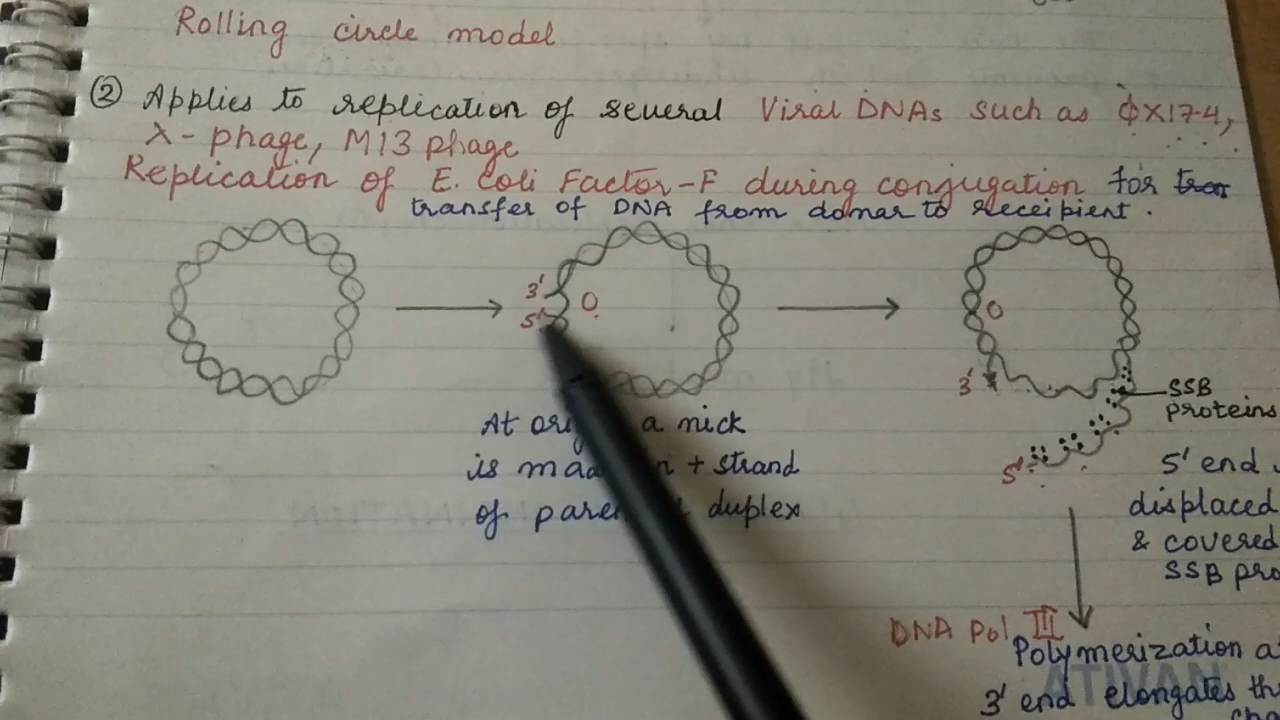 Rolling circle model
② Applies to replication of several Viral DNAs such as ϕX174,
λ-phage, M13 phage
Replication of E. Coli Factor-F during conjugation for
transfer of DNA from donar to receipient.
3'
5'
O
O
3'
5'
SSB
proteins
At a nick
is + strand
of duplex
5' end
displaced
& covered
SSB
DNA Pol III
Polymerization
3' end elongates
ATIVAN